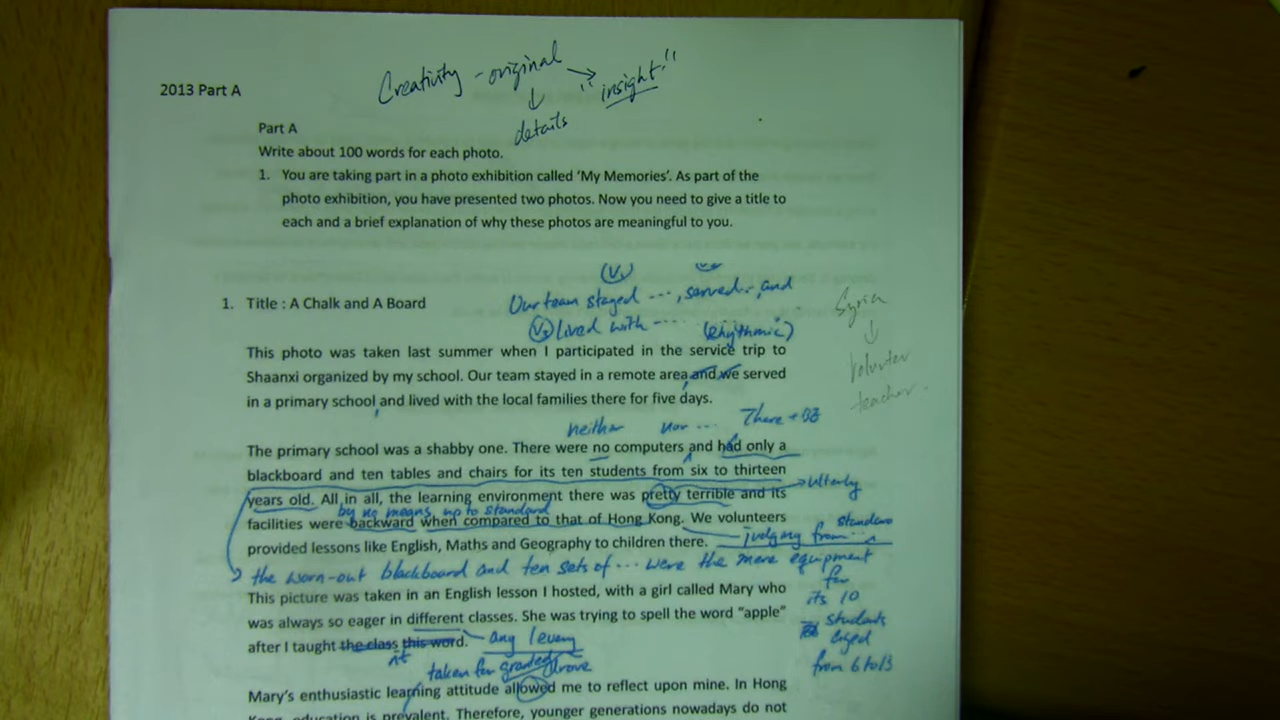 Creativity - original → "insight"
↓
details
2013 Part A
Part A
Write about 100 words for each photo.
1. You are taking part in a photo exhibition called 'My Memories'. As part of the
photo exhibition, you have presented two photos. Now you need to give a title to
each and a brief explanation of why these photos are meaningful to you.
(V1)
1. Title : A Chalk and A Board
Our team stayed ..., served..., and
(V3) lived with ... (rhythmic)
Syria
↓
Volunteer
teacher.
This photo was taken last summer when I participated in the service trip to
Shaanxi organized by my school. Our team stayed in a remote area, and we served
in a primary school, and lived with the local families there for five days.
neither nor ... There + BE
The primary school was a shabby one. There were no computers and had only a
blackboard and ten tables and chairs for its ten students from six to thirteen
years old. All in all, the learning environment there was pretty terrible and its
utterly
by no means up to standard
facilities were backward when compared to that of Hong Kong. We volunteers
judging from ... standard
provided lessons like English, Maths and Geography to children there.
the worn-out blackboard and ten sets of ... were the mere equipment
for
its 10
students
aged
from 6 to 13
This picture was taken in an English lesson I hosted, with a girl called Mary who
was always so eager in different classes. She was trying to spell the word "apple"
after I taught the class this word.
any / every
it
taken for granted drove
Mary's enthusiastic learning attitude allowed me to reflect upon mine. In Hong
Kong, education is prevalent. Therefore, younger generations nowadays do not